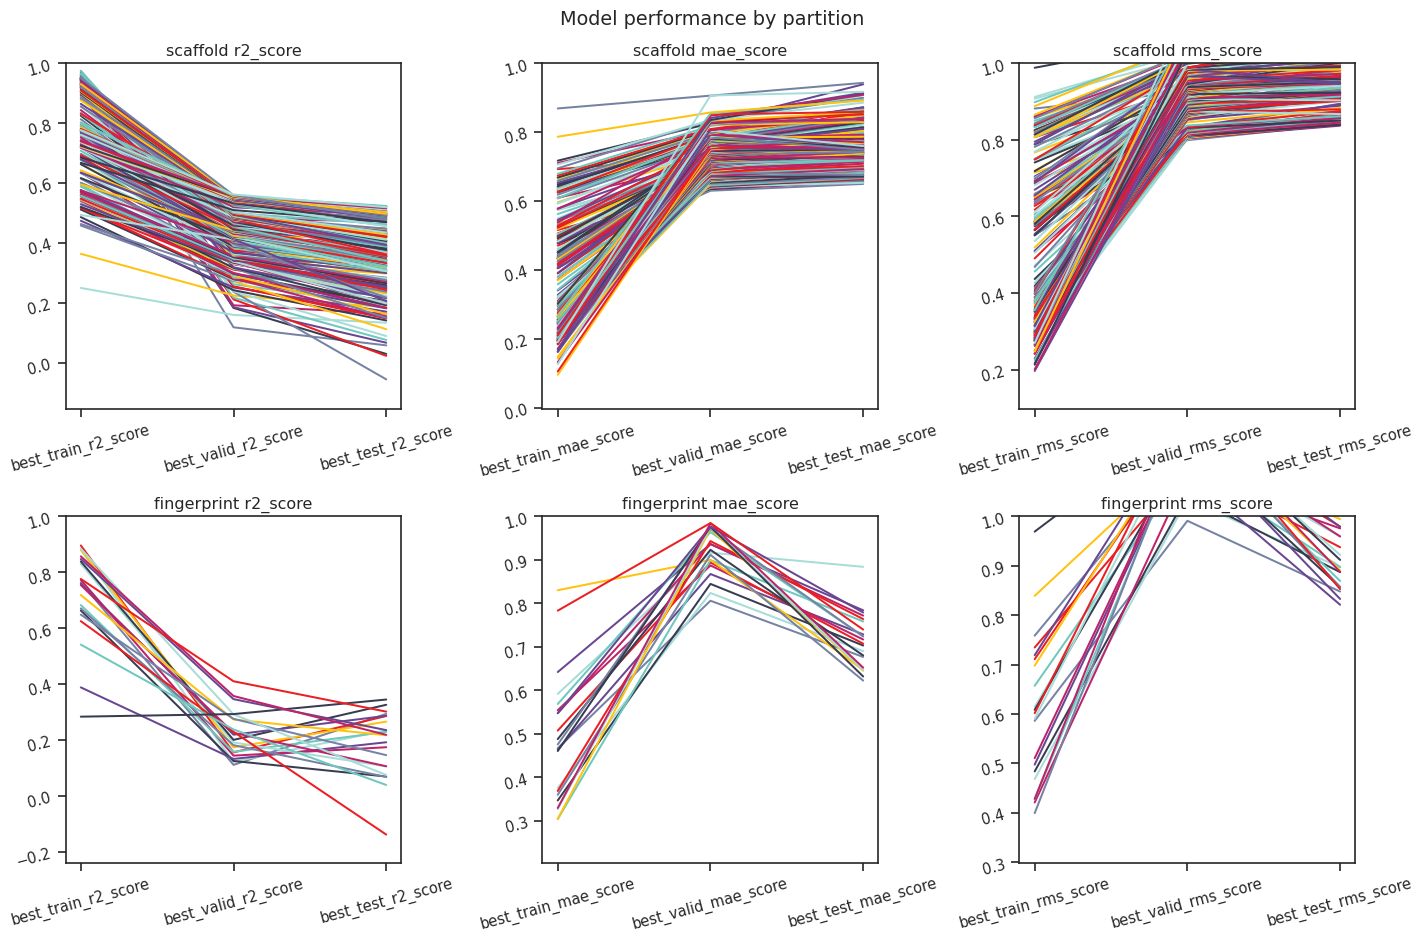 Model performance by partition
scaffold r2_score
scaffold mae_score
scaffold rms_score
1.0
0.8
0.6
0.4
0.2
0.0
1.0
0.8
0.6
0.4
0.2
0.0
1.0
0.8
0.6
0.4
0.2
best_train_r2_score
best_valid_r2_score
best_test_r2_score
best_train_mae_score
best_valid_mae_score
best_test_mae_score
best_train_rms_score
best_valid_rms_score
best_test_rms_score
fingerprint r2_score
fingerprint mae_score
fingerprint rms_score
1.0
0.8
0.6
0.4
0.2
0.0
−0.2
1.0
0.9
0.8
0.7
0.6
0.5
0.4
0.3
1.0
0.9
0.8
0.7
0.6
0.5
0.4
0.3
best_train_r2_score
best_valid_r2_score
best_test_r2_score
best_train_mae_score
best_valid_mae_score
best_test_mae_score
best_train_rms_score
best_valid_rms_score
best_test_rms_score